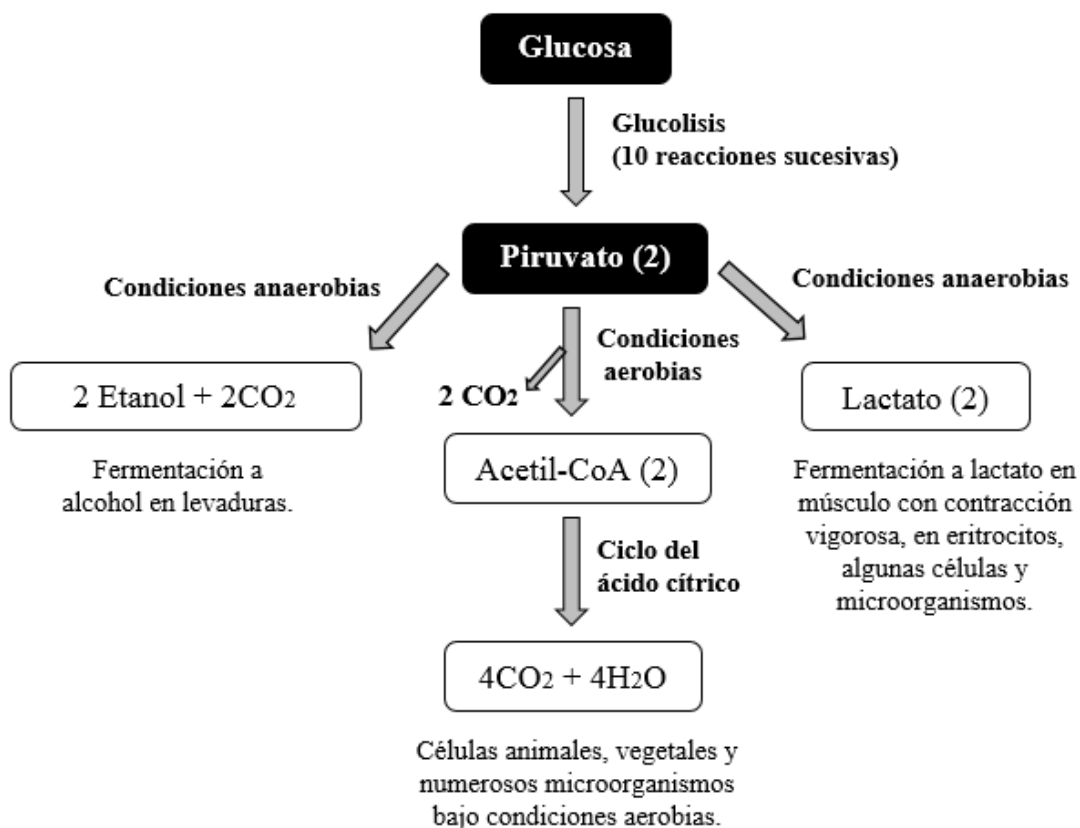 Glucosa
Glucolisis
(10 reacciones sucesivas)
Piruvato (2)
Condiciones anaerobias
Condiciones
aerobias
Condiciones anaerobias
2 CO₂
2 Etanol + 2CO₂
Fermentación a
alcohol en levaduras.
Acetil-CoA (2)
Lactato (2)
Fermentación a lactato en
músculo con contracción
vigorosa, en eritrocitos,
algunas células y
microorganismos.
Ciclo del
ácido cítrico
4CO₂ + 4H₂O
Células animales, vegetales y
numerosos microorganismos
bajo condiciones aerobias.